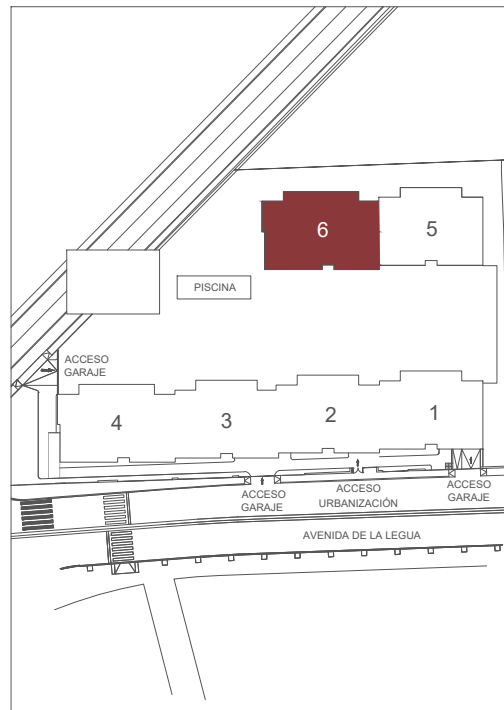 6
5
PISCINA
ACCESO
GARAJE
4
3
2
1
ACCESO
GARAJE
ACCESO
URBANIZACIÓN
ACCESO
GARAJE
AVENIDA DE LA LEGUA